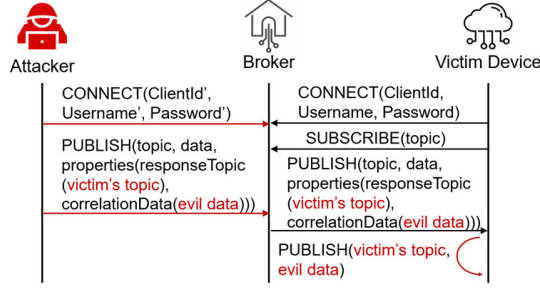 Attacker
Broker
Victim Device
CONNECT(ClientId’,
Username’, Password’)
CONNECT(ClientId,
Username, Password)
SUBSCRIBE(topic)
PUBLISH(topic, data,
properties(responseTopic
(victim’s topic),
correlationData(evil data)))
PUBLISH(topic, data,
properties(responseTopic
(victim’s topic),
correlationData(evil data)))
PUBLISH(victim’s topic,
evil data)